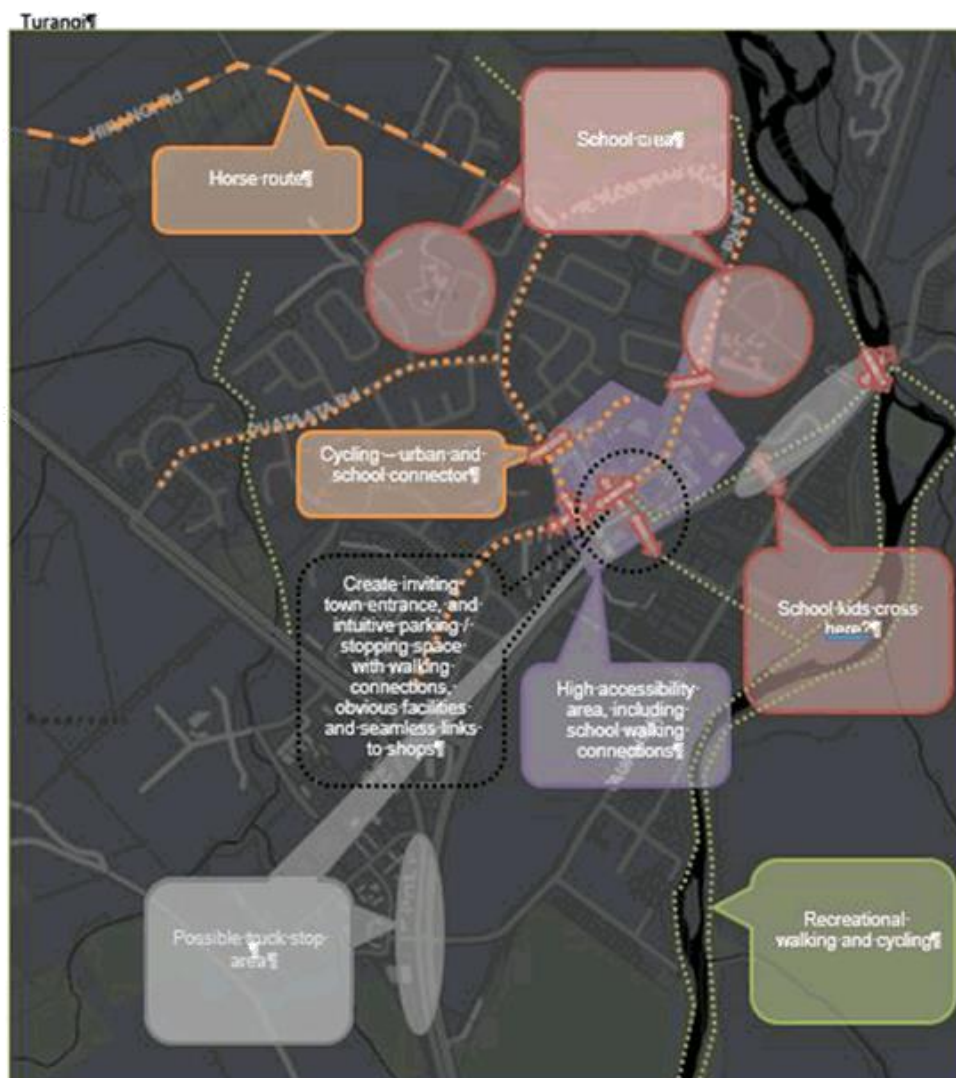 Turanoi¶
HIRANGI Rd
Horse·route¶
School·area¶
Cycling·–·urban·and·
school·connector¶
Create·inviting·
town·entrance,·and·
intuitive·parking·/·
stopping·space·
with·walking·
connections,·
obvious·facilities·
and·seamless·links·
to·shops¶
School·kids·cross·
here?¶
High·accessibility·
area,·including·
school·walking·
connections¶
Possible·truck·stop·
¶
area¶
Recreational·
walking·and·cycling¶